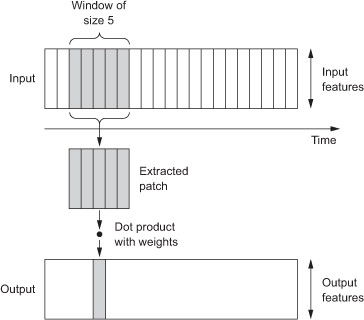 Window of
size 5
Input
Input
features
Time
Extracted
patch
Dot product
with weights
Output
Output
features